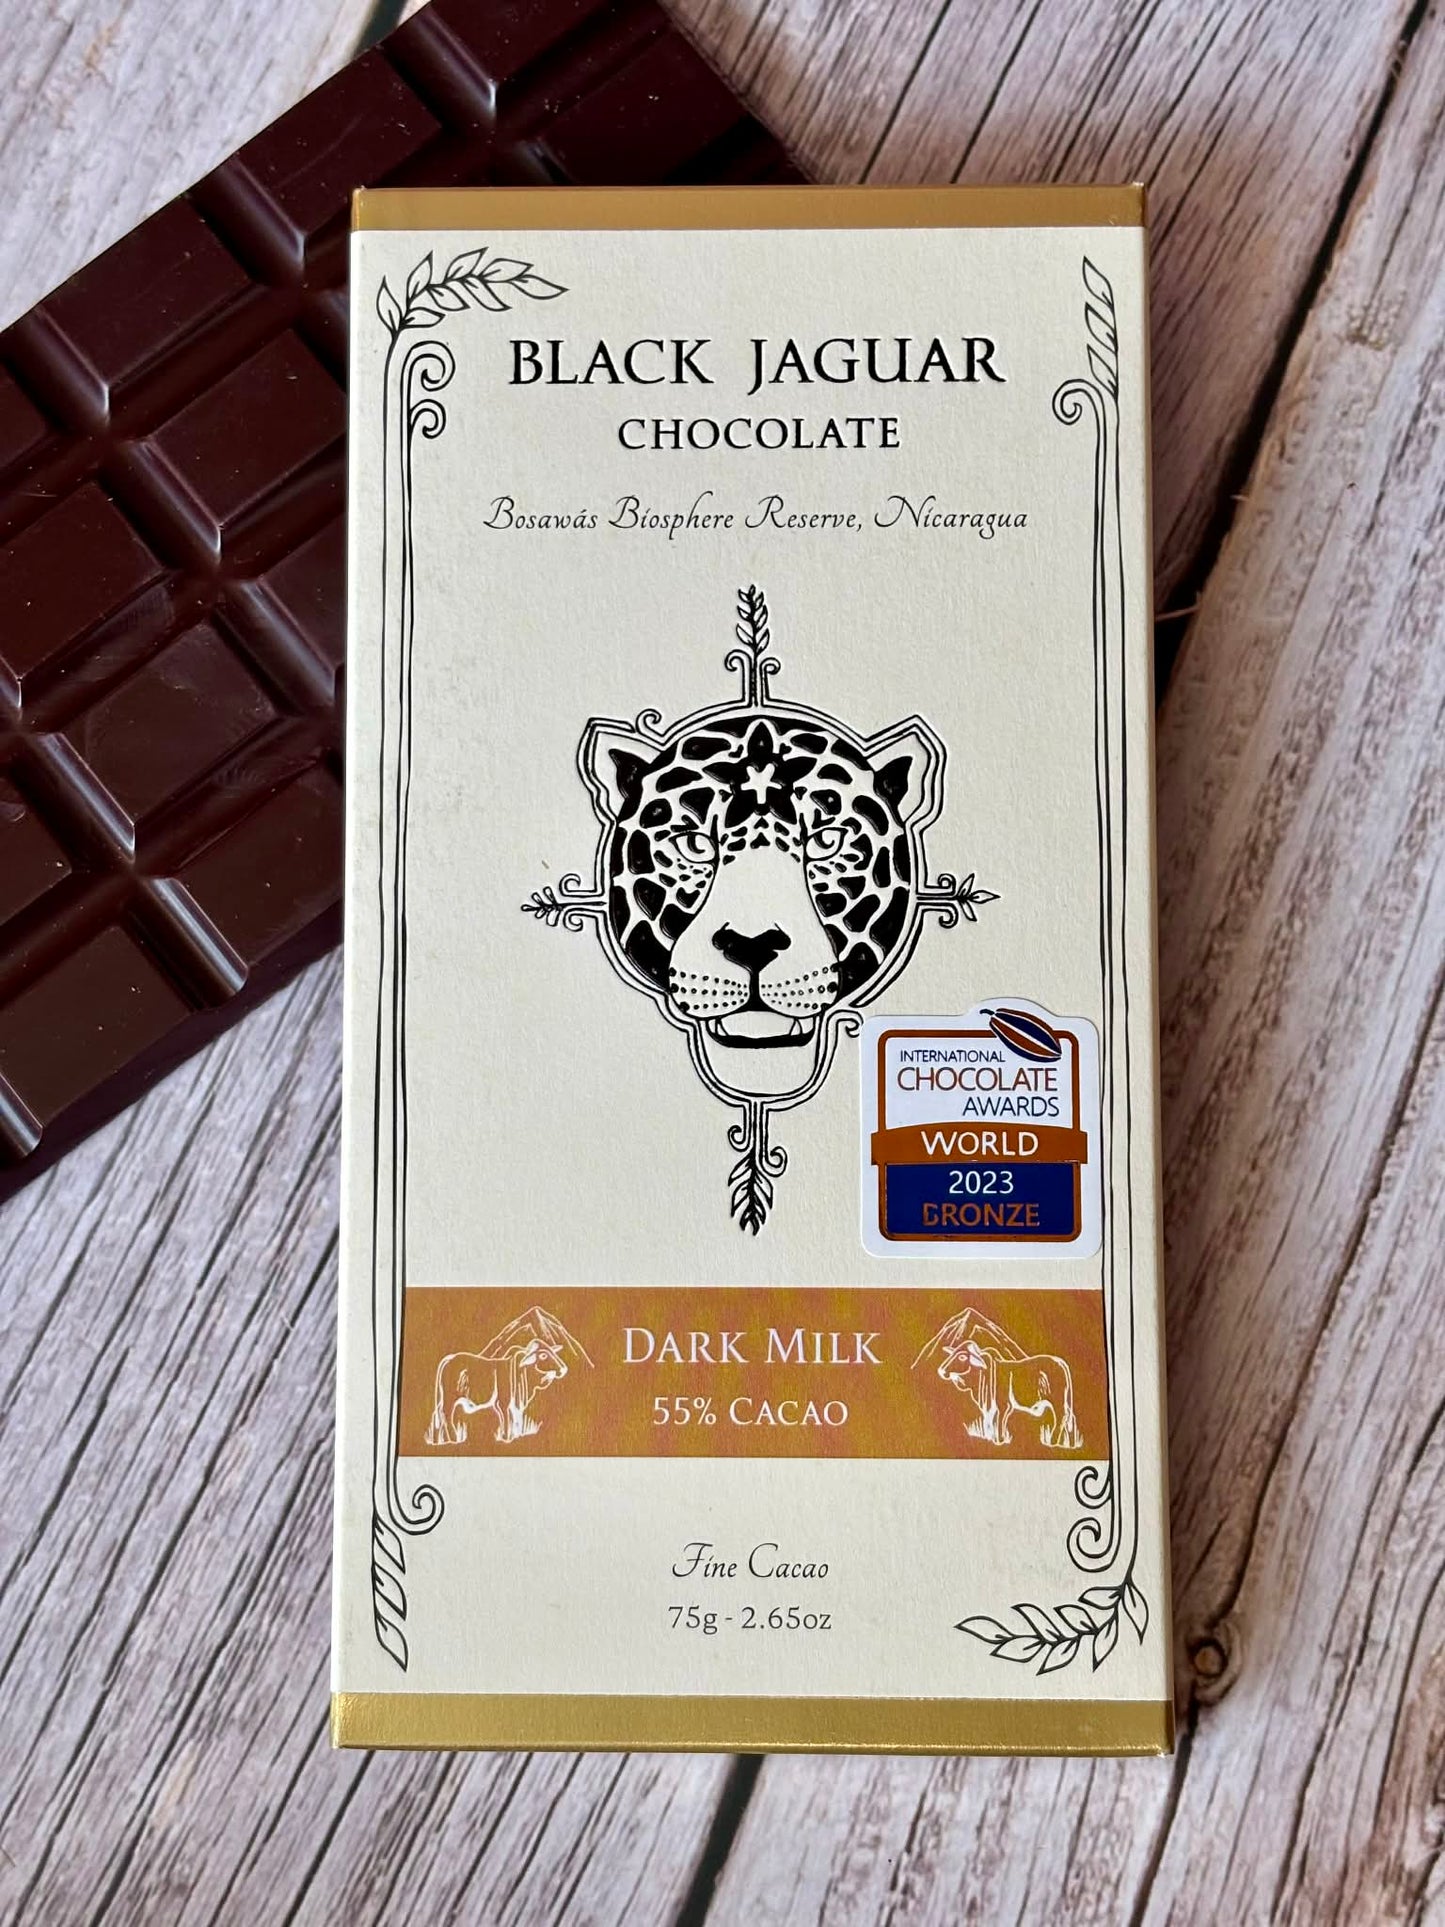 BLACK JAGUAR
CHOCOLATE
Bosawás Biosphere Reserve, Nicaragua
INTERNATIONAL
CHOCOLATE
AWARDS
WORLD
2023
BRONZE
DARK MILK
55% CACAO
Fine Cacao
75g - 2.65oz